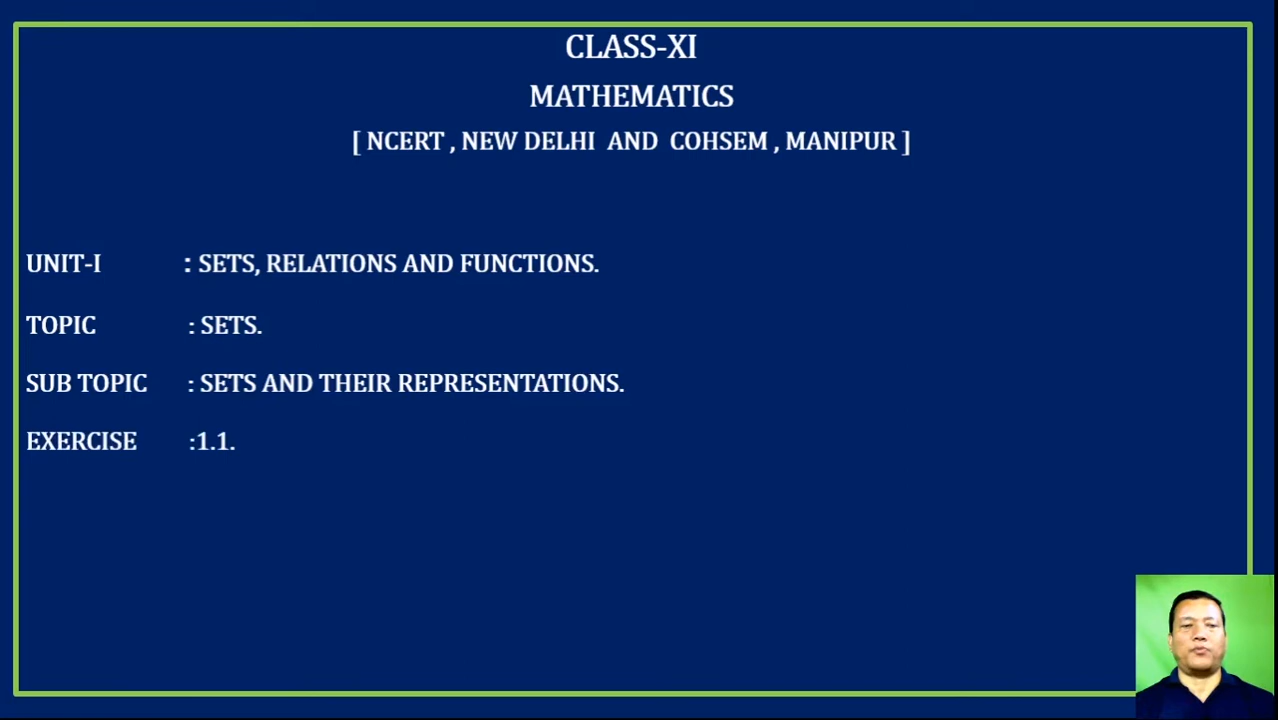 CLASS-XI
MATHEMATICS
[ NCERT , NEW DELHI AND COHSEM , MANIPUR ]
UNIT-I : SETS, RELATIONS AND FUNCTIONS.
TOPIC : SETS.
SUB TOPIC : SETS AND THEIR REPRESENTATIONS.
EXERCISE :1.1.